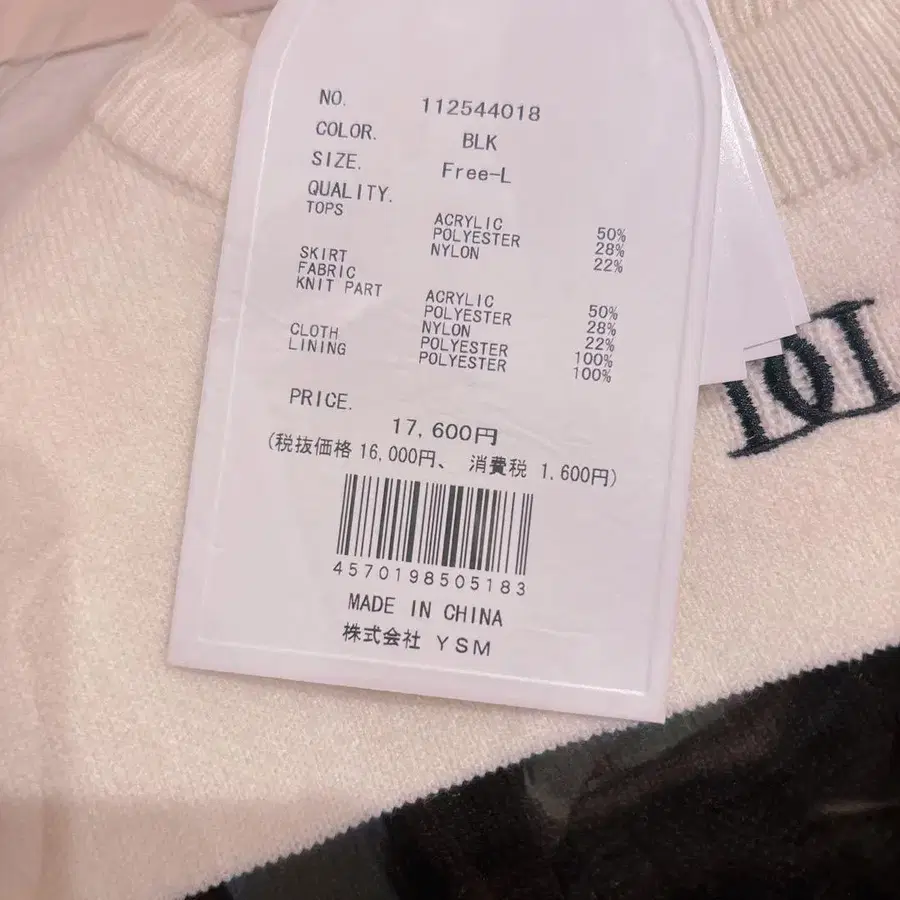 NO. 112544018
COLOR. BLK
SIZE. Free-L
QUALITY.
TOPS ACRYLIC 50%
POLYESTER 28%
NYLON 22%
SKIRT
FABRIC
KNIT PART ACRYLIC 50%
POLYESTER 28%
NYLON 22%
CLOTH POLYESTER 100%
LINING POLYESTER 100%
PRICE.
17,600円
(税抜価格 16,000円、 消費税 1,600円)
4570198505183
MADE IN CHINA
株式会社 YSM